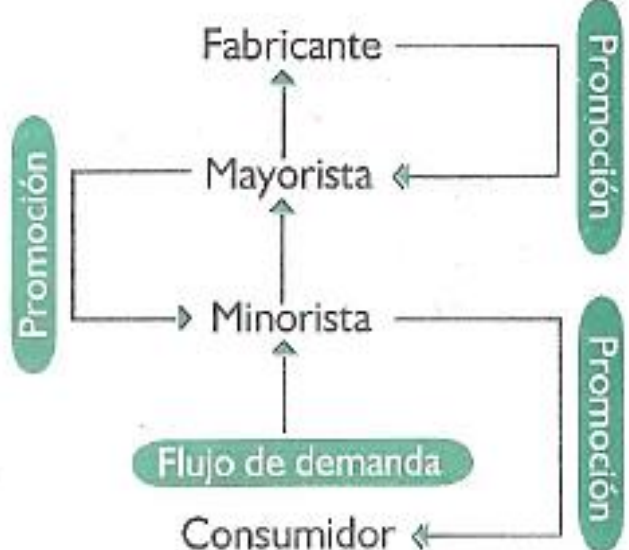 Fabricante
Promoción
Mayorista
Promoción
Minorista
Promoción
Flujo de demanda
Consumidor